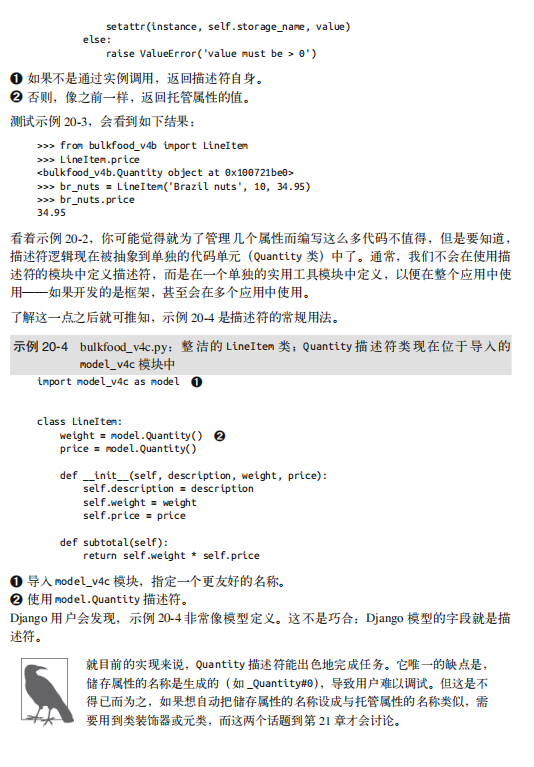 setattr(instance, self.storage_name, value)
else:
raise ValueError('value must be > 0')
❶ 如果不是通过实例调用，返回描述符自身。
❷ 否则，像之前一样，返回托管属性的值。
测试示例 20-3，会看到如下结果：
>>> from bulkfood_v4b import LineItem
>>> LineItem.price
<bulkfood_v4b.Quantity object at 0x100721be0>
>>> br_nuts = LineItem('Brazil nuts', 10, 34.95)
>>> br_nuts.price
34.95
看着示例 20-2，你可能觉得就为了管理几个属性而编写这么多代码不值得，但是要知道，
描述符逻辑现在被抽象到单独的代码单元（Quantity 类）中了。通常，我们不会在使用描
述符的模块中定义描述符，而是在一个单独的实用工具模块中定义，以便在整个应用中使
用——如果开发的是框架，甚至会在多个应用中使用。
了解这一点之后就可推知，示例 20-4 是描述符的常规用法。
示例 20-4 bulkfood_v4c.py：整洁的 LineItem 类；Quantity 描述符类现在位于导入的
model_v4c 模块中
import model_v4c as model ❶
class LineItem:
weight = model.Quantity() ❷
price = model.Quantity()
def __init__(self, description, weight, price):
self.description = description
self.weight = weight
self.price = price
def subtotal(self):
return self.weight * self.price
❶ 导入 model_v4c 模块，指定一个更友好的名称。
❷ 使用 model.Quantity 描述符。
Django 用户会发现，示例 20-4 非常像模型定义。这不是巧合：Django 模型的字段就是描
述符。
就目前的实现来说，Quantity 描述符能出色地完成任务。它唯一的缺点是，
储存属性的名称是生成的（如 _Quantity#0），导致用户难以调试。但这是不
得已而为之，如果想自动把储存属性的名称设成与托管属性的名称类似，需
要用到类装饰器或元类，而这两个话题到第 21 章才会讨论。